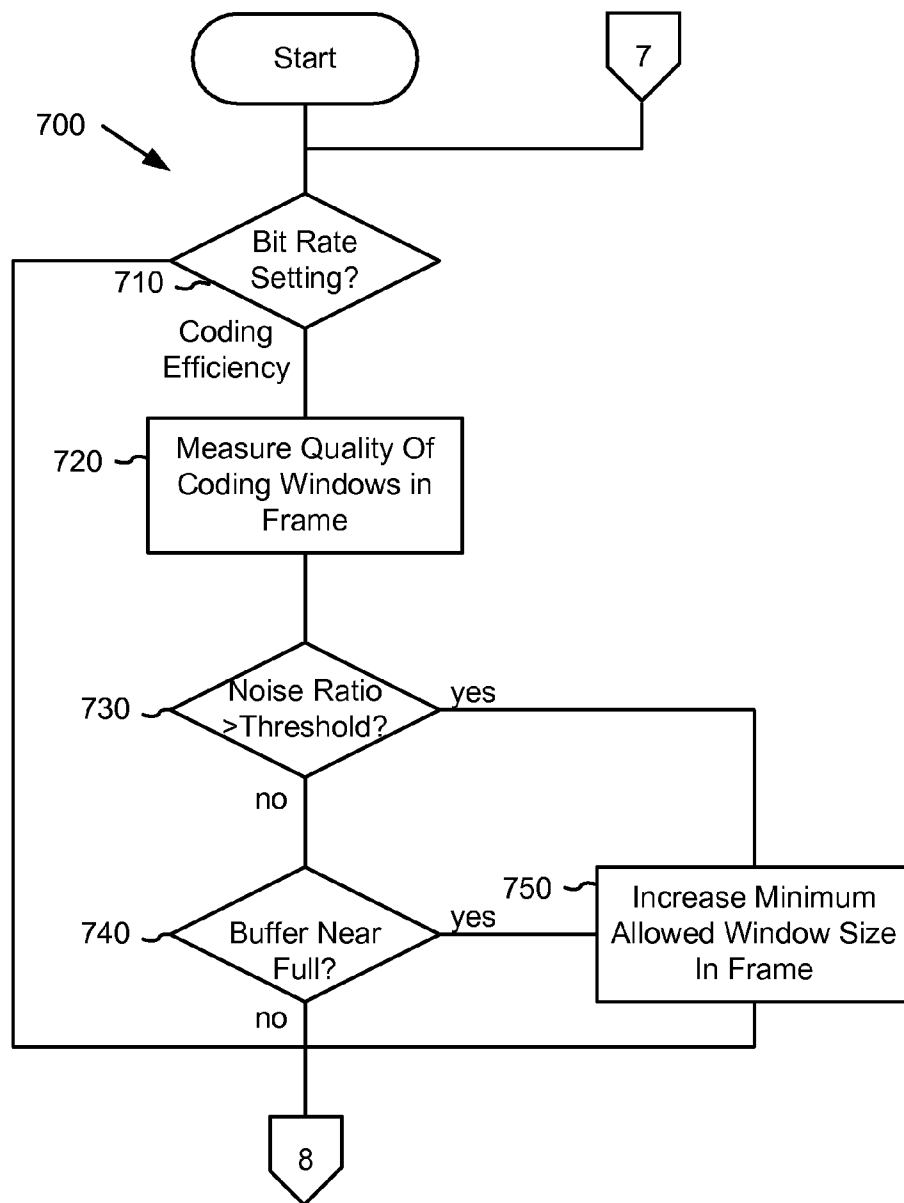 Start
7
700
Bit Rate
Setting?
710
Coding
Efficiency
720
Measure Quality Of
Coding Windows in
Frame
730
Noise Ratio
>Threshold?
yes
no
740
Buffer Near
Full?
yes
no
750
Increase Minimum
Allowed Window Size
In Frame
8